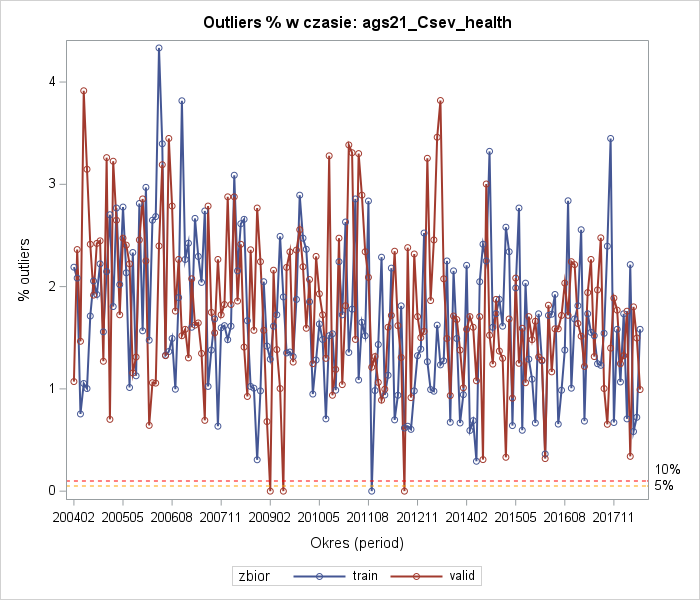 Outliers % w czasie: ags21_Csev_health
% outliers
4
3
2
1
0
10%
5%
200402 200505 200608 200711 200902 201005 201108 201211 201402 201505 201608 201711
Okres (period)
zbior train valid